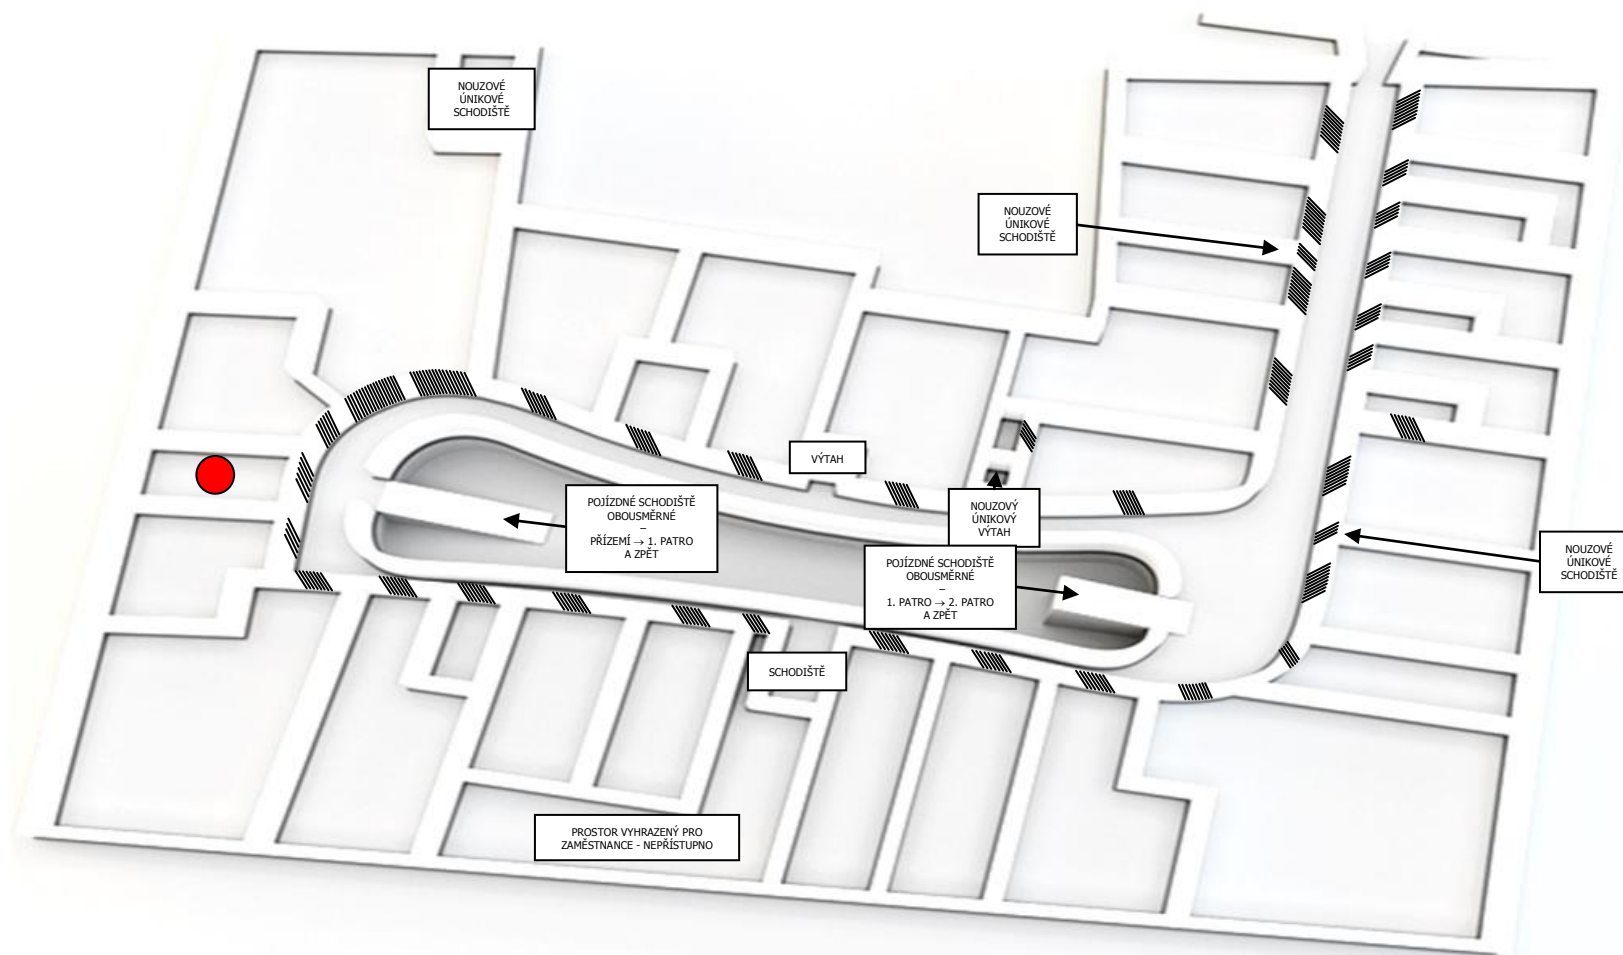 NOUZOVÉ
ÚNIKOVÉ
SCHODIŠTĚ
NOUZOVÉ
ÚNIKOVÉ
SCHODIŠTĚ
VÝTAH
POJÍZDNÉ SCHODIŠTĚ
OBOUSMĚRNÉ
–
PŘÍZEMÍ → 1. PATRO
A ZPĚT
NOUZOVÝ
ÚNIKOVÝ
VÝTAH
POJÍZDNÉ SCHODIŠTĚ
OBOUSMĚRNÉ
–
1. PATRO → 2. PATRO
A ZPĚT
NOUZOVÉ
ÚNIKOVÉ
SCHODIŠTĚ
SCHODIŠTĚ
PROSTOR VYHRAZENÝ PRO
ZAMĚSTNANCE - NEPŘÍSTUPNO